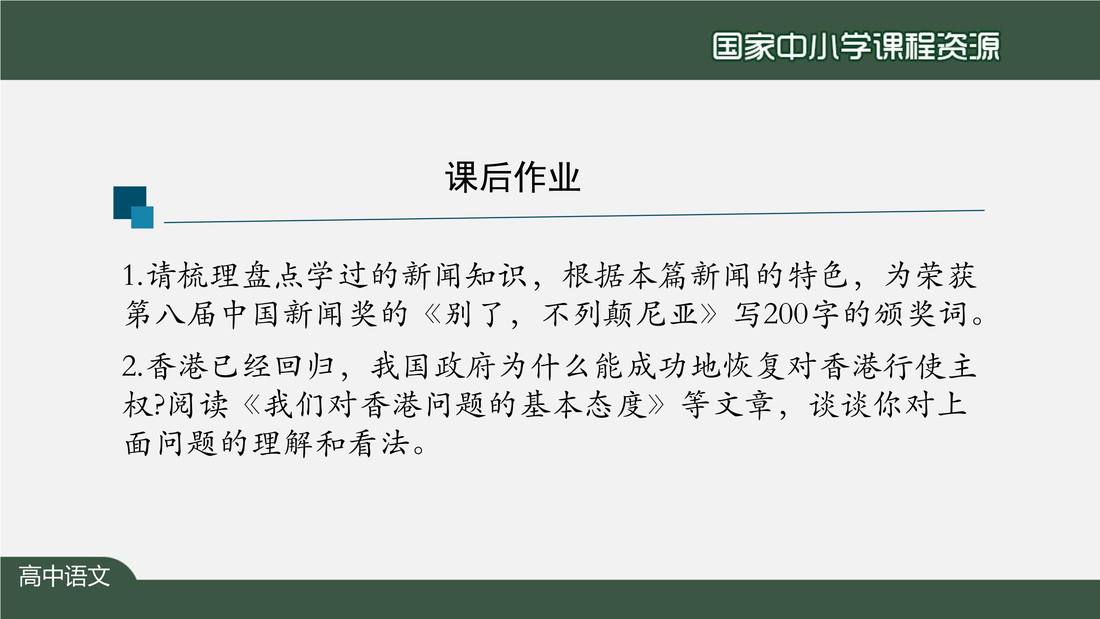 国家中小学课程资源
课后作业
1.请梳理盘点学过的新闻知识，根据本篇新闻的特色，为荣获
第八届中国新闻奖的《别了，不列颠尼亚》写200字的颁奖词。
2.香港已经回归，我国政府为什么能成功地恢复对香港行使主
权?阅读《我们对香港问题的基本态度》等文章，谈谈你对上
面问题的理解和看法。
高中语文